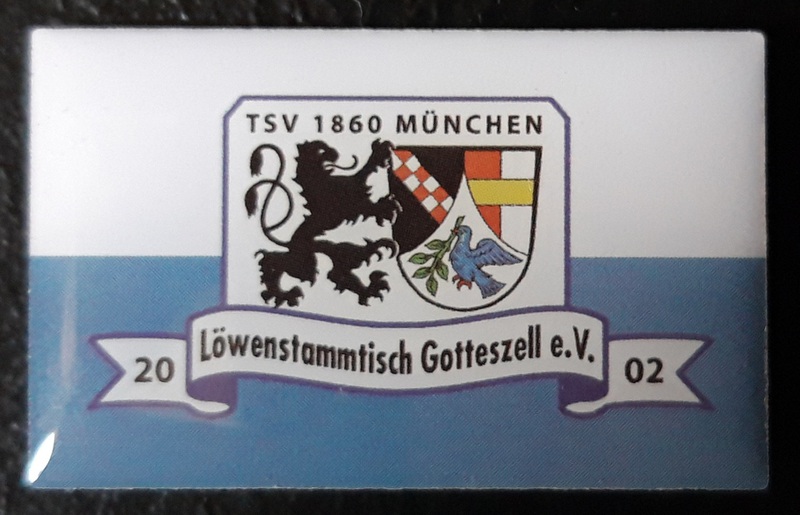 TSV 1860 MÜNCHEN
Löwenstammtisch Gotteszell e.V.
20 02